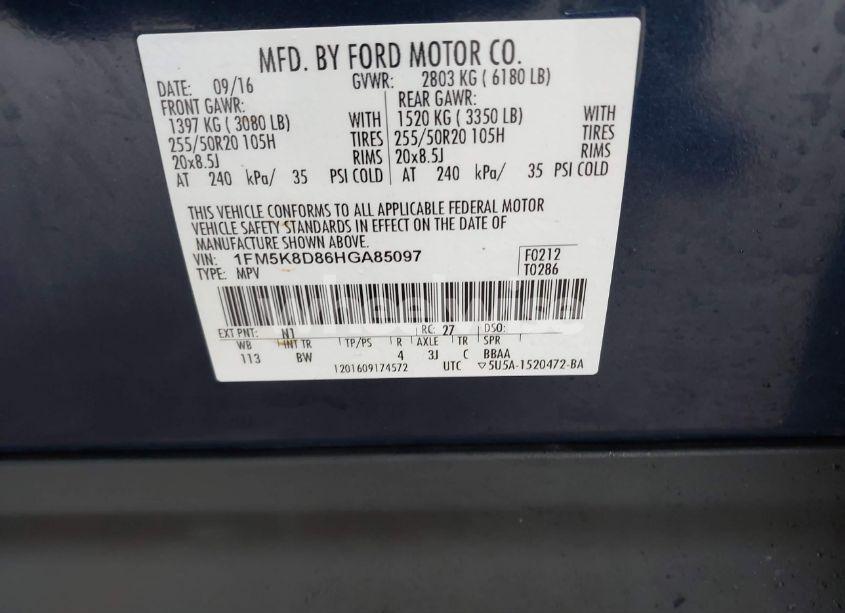 MFD. BY FORD MOTOR CO.
DATE: 09/16 GVWR: 2803 KG ( 6180 LB)
FRONT GAWR: REAR GAWR:
1397 KG ( 3080 LB) WITH 1520 KG ( 3350 LB) WITH
255/50R20 105H TIRES 255/50R20 105H TIRES
20x8.5J RIMS 20x8.5J RIMS
AT 240 kPa/ 35 PSI COLD AT 240 kPa/ 35 PSI COLD
THIS VEHICLE CONFORMS TO ALL APPLICABLE FEDERAL MOTOR
VEHICLE SAFETY STANDARDS IN EFFECT ON THE DATE OF
MANUFACTURE SHOWN ABOVE.
VIN: 1FM5K8D86HGA85097 F0212
TYPE: MPV T0286
EXT PNT: N1 RC: 27 DSO:
WB INT TR TP/PS R AXLE TR SPR
113 BW 4 3J C BBAA
1201609174572 UTC ▽5U5A-1520472-BA